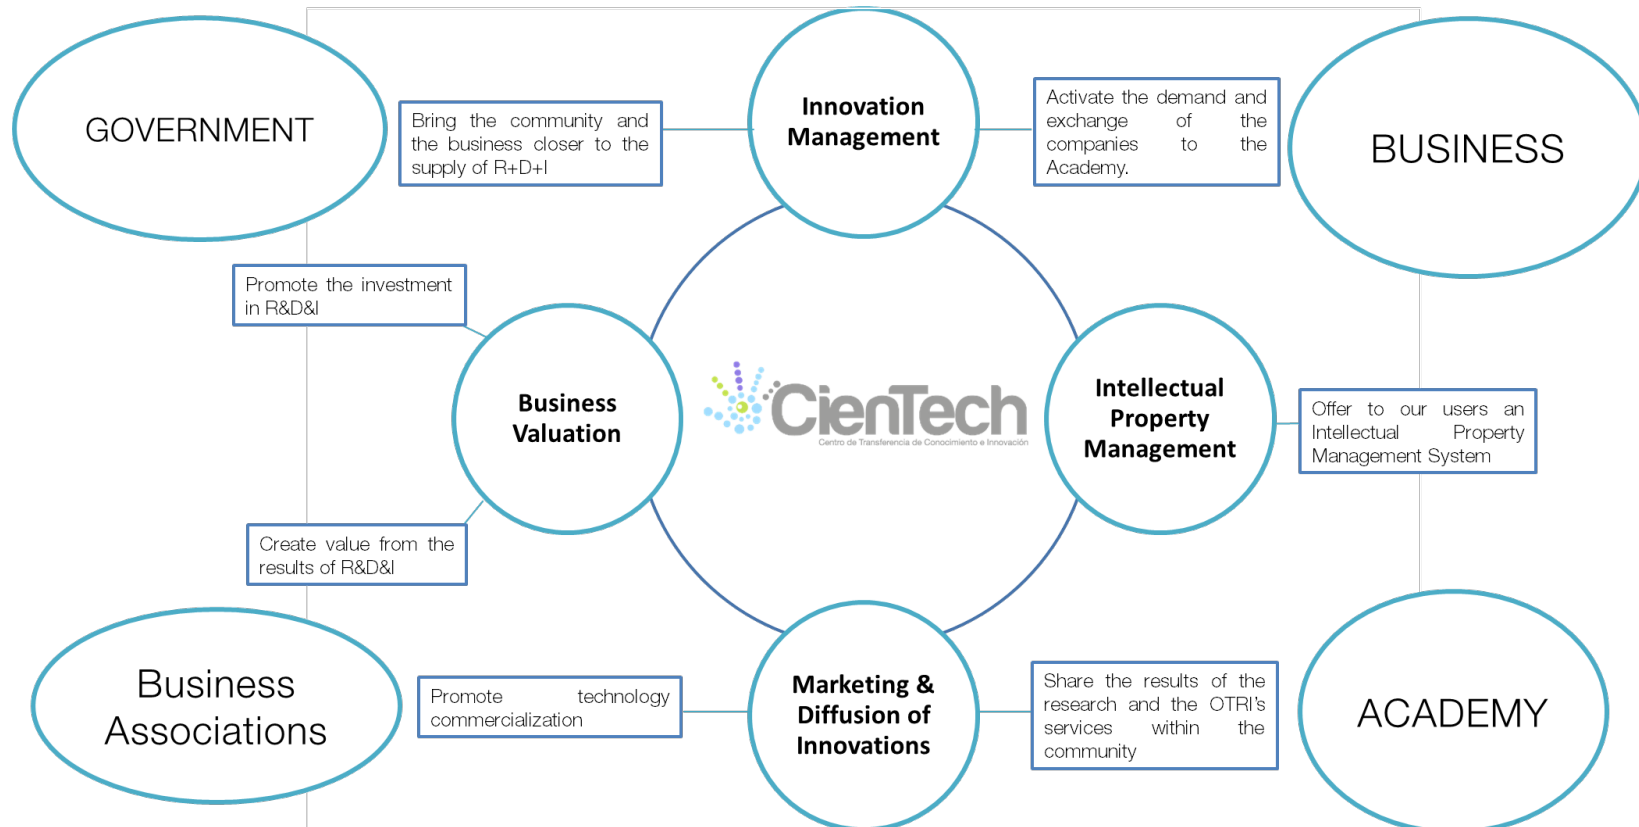 GOVERNMENT
Bring the community and
the business closer to the
supply of R+D+I
Innovation
Management
Activate the demand and
exchange of the
companies to the
Academy.
BUSINESS
Promote the investment
in R&D&I
Business
Valuation
CienTech
Centro de Transferencia de Conocimiento e Innovación
Intellectual
Property
Management
Offer to our users an
Intellectual Property
Management System
Create value from the
results of R&D&I
Business
Associations
Promote technology
commercialization
Marketing &
Diffusion of
Innovations
Share the results of the
research and the OTRI's
services within the
community
ACADEMY